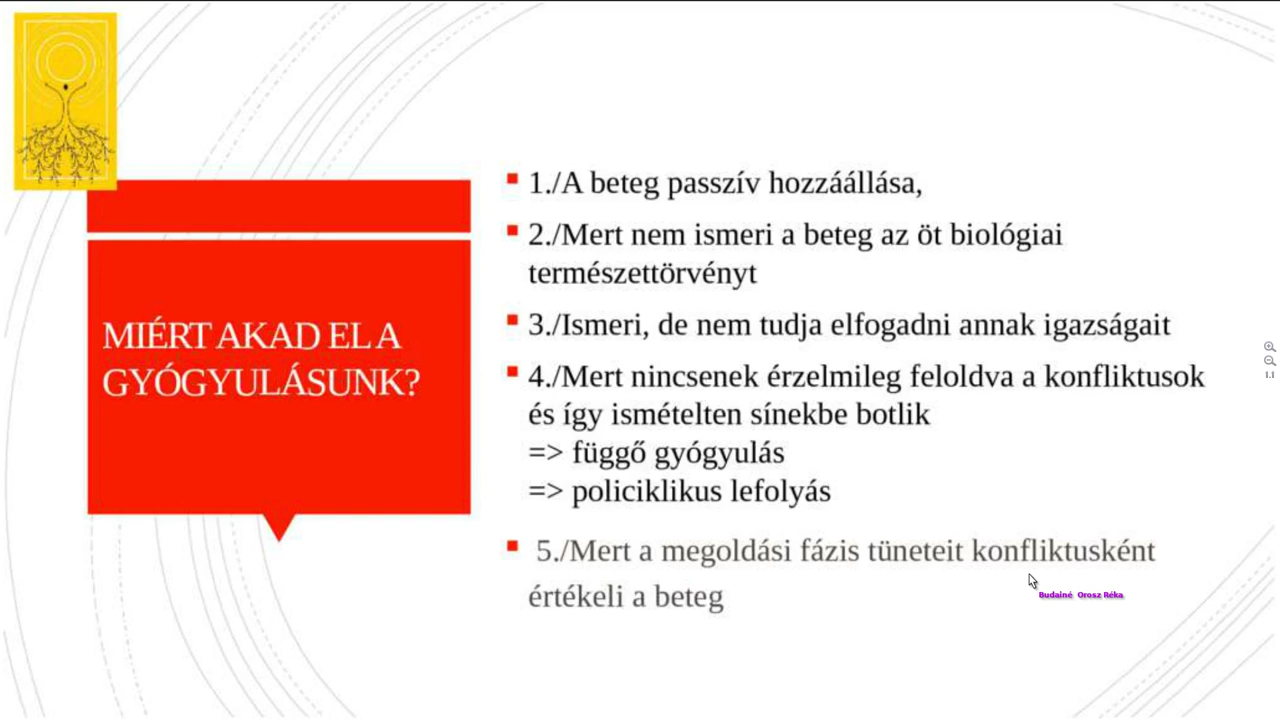 MIÉRT AKAD EL A
GYÓGYULÁSUNK?
1./A beteg passzív hozzáállása,
2./Mert nem ismeri a beteg az öt biológiai
természettörvényt
3./Ismeri, de nem tudja elfogadni annak igazságait
4./Mert nincsenek érzelmileg feloldva a konfliktusok
és így ismételten sínekbe botlik
=> függő gyógyulás
=> policiklikus lefolyás
5./Mert a megoldási fázis tüneteit konfliktusként
értékeli a beteg
Budainé Orosz Réka
1:1